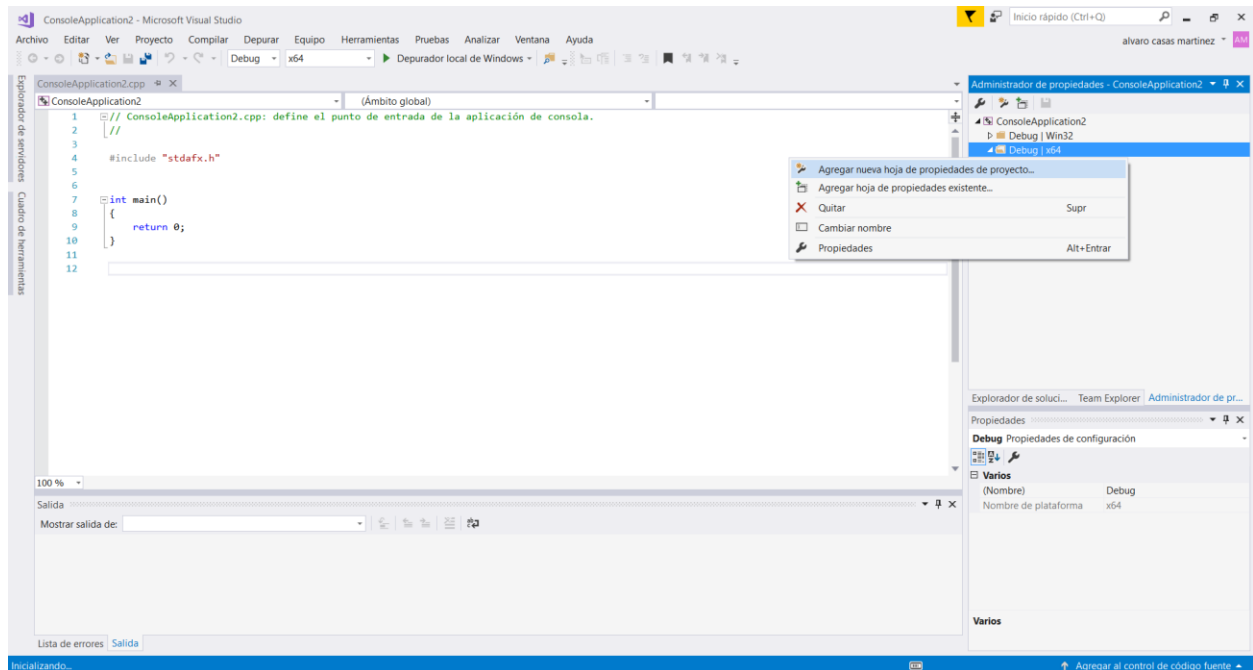 ConsoleApplication2 - Microsoft Visual Studio
Inicio rápido (Ctrl+Q)
Archivo Editar Ver Proyecto Compilar Depurar Equipo Herramientas Pruebas Analizar Ventana Ayuda
alvaro casas martinez AM
Debug x64 Depurador local de Windows
Explorador de servidores
Cuadro de herramientas
ConsoleApplication2.cpp
ConsoleApplication2 (Ámbito global)
1 // ConsoleApplication2.cpp: define el punto de entrada de la aplicación de consola.
2 //
3
4 #include "stdafx.h"
5
6
7 int main()
8 {
9 return 0;
10 }
11
12
100 %
Agregar nueva hoja de propiedades de proyecto...
Agregar hoja de propiedades existente...
Quitar Supr
Cambiar nombre
Propiedades Alt+Entrar
Administrador de propiedades - ConsoleApplication2
ConsoleApplication2
Debug | Win32
Debug | x64
Explorador de soluci... Team Explorer Administrador de pr...
Propiedades
Debug Propiedades de configuración
Varios
(Nombre) Debug
Nombre de plataforma x64
Varios
Salida
Mostrar salida de:
Lista de errores Salida
Inicializando...
Agregar al control de código fuente